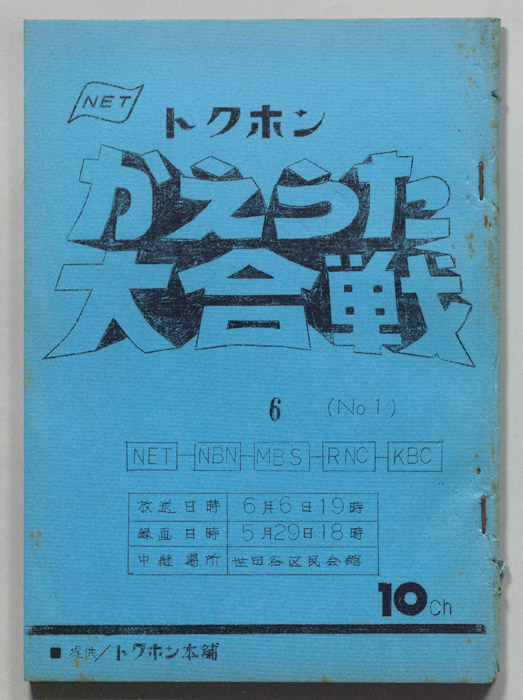 NET
トクホン
かえうた
大合戦
6 (No 1)
NET NBN MBS RNC KBC
放送日時 6月6日19時
録画日時 5月29日18時
中継場所 世田谷区民会館
10 Ch
■ 提供/トクホン本舗